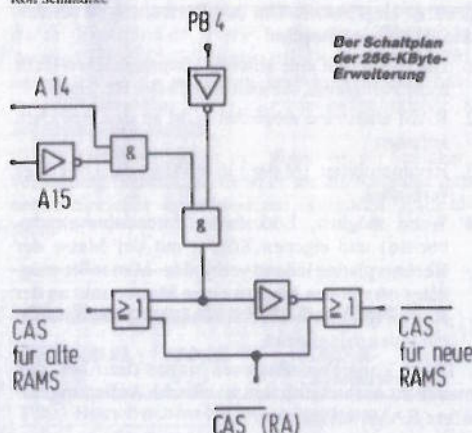 PB 4
Der Schaltplan
der 256-KByte-
Erweiterung
A 14
&
A15
&
≥ 1
≥ 1
CAS
für alte
RAMS
CAS
für neue
RAMS
CAS (RA)